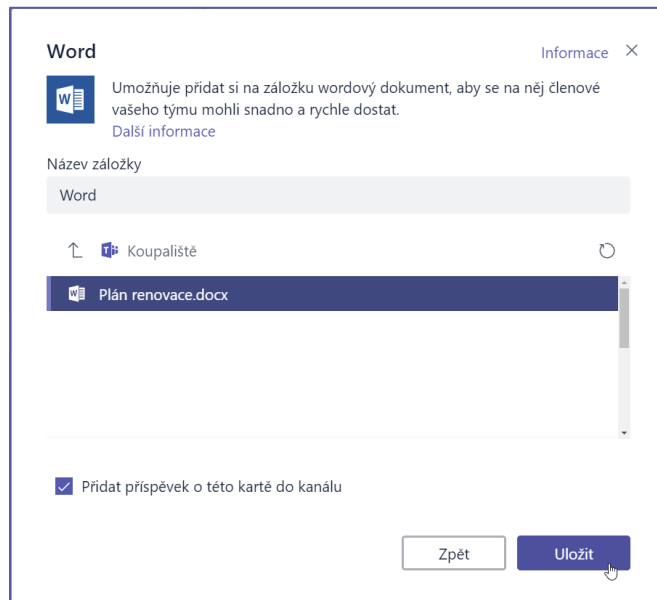 Word
Informace
Umožňuje přidat si na záložku wordový dokument, aby se na něj členové
vašeho týmu mohli snadno a rychle dostat.
Další informace
Název záložky
Word
Koupaliště
Plán renovace.docx
Přidat příspěvek o této kartě do kanálu
Zpět
Uložit